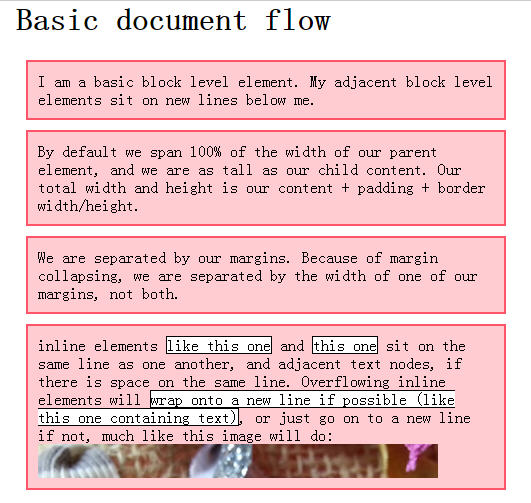 Basic document flow
I am a basic block level element. My adjacent block level
elements sit on new lines below me.
By default we span 100% of the width of our parent
element, and we are as tall as our child content. Our
total width and height is our content + padding + border
width/height.
We are separated by our margins. Because of margin
collapsing, we are separated by the width of one of our
margins, not both.
inline elements like this one and this one sit on the
same line as one another, and adjacent text nodes, if
there is space on the same line. Overflowing inline
elements will wrap onto a new line if possible (like
this one containing text), or just go on to a new line
if not, much like this image will do: